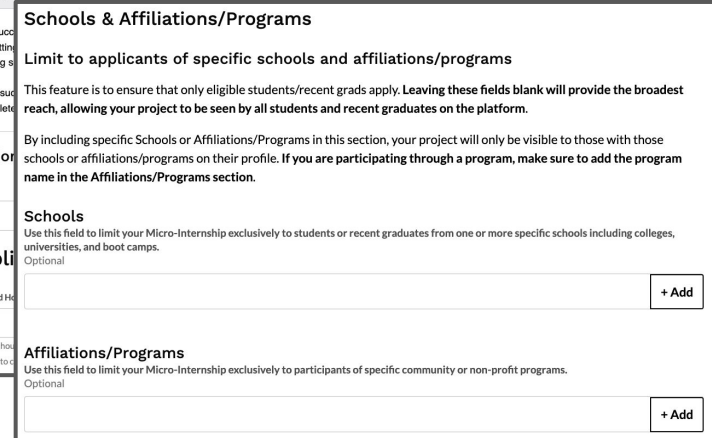 Schools & Affiliations/Programs
Limit to applicants of specific schools and affiliations/programs
This feature is to ensure that only eligible students/recent grads apply. Leaving these fields blank will provide the broadest
reach, allowing your project to be seen by all students and recent graduates on the platform.
By including specific Schools or Affiliations/Programs in this section, your project will only be visible to those with those
schools or affiliations/programs on their profile. If you are participating through a program, make sure to add the program
name in the Affiliations/Programs section.
Schools
Use this field to limit your Micro-Internship exclusively to students or recent graduates from one or more specific schools including colleges,
universities, and boot camps.
Optional
+ Add
Affiliations/Programs
Use this field to limit your Micro-Internship exclusively to participants of specific community or non-profit programs.
Optional
+ Add